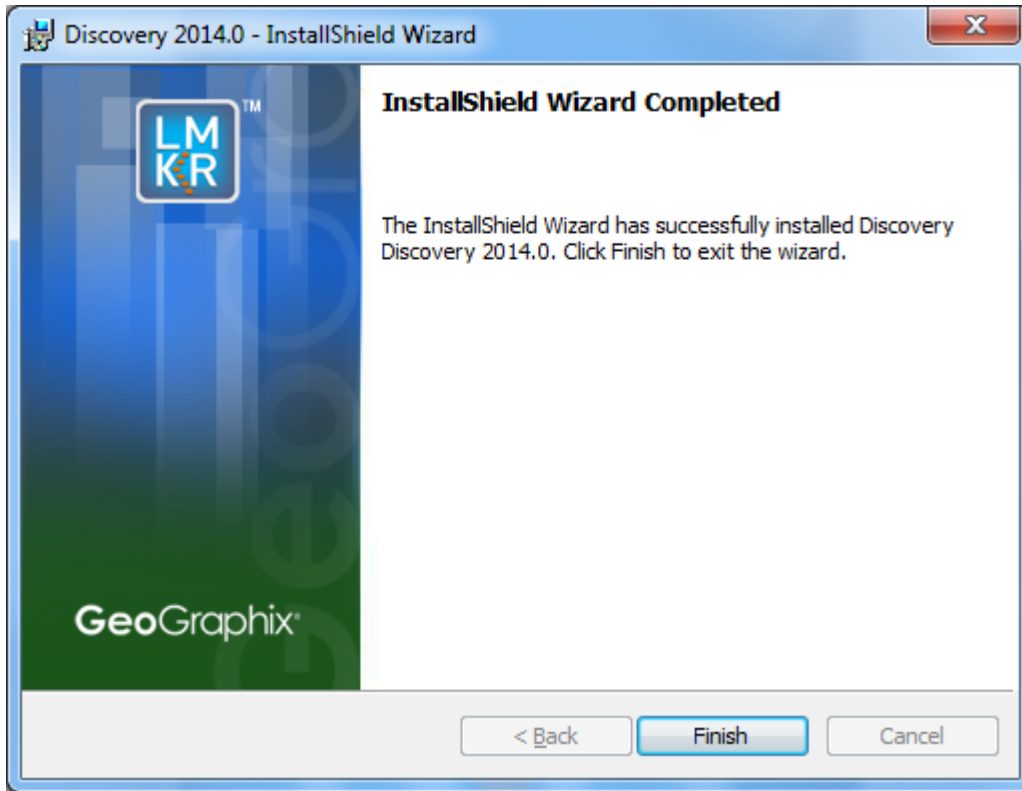 Discovery 2014.0 - InstallShield Wizard
X
LM
KR
TM
InstallShield Wizard Completed
The InstallShield Wizard has successfully installed Discovery
Discovery 2014.0. Click Finish to exit the wizard.
GeoGraphix
< Back
Finish
Cancel